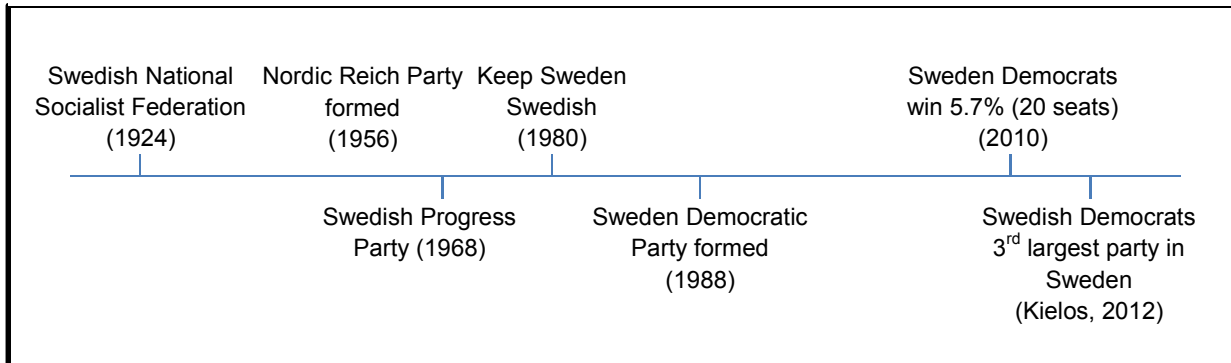 Swedish National
Socialist Federation
(1924)
Nordic Reich Party
formed
(1956)
Keep Sweden
Swedish
(1980)
Sweden Democrats
win 5.7% (20 seats)
(2010)
Swedish Progress
Party (1968)
Sweden Democratic
Party formed
(1988)
Swedish Democrats
3rd largest party in
Sweden
(Kielos, 2012)